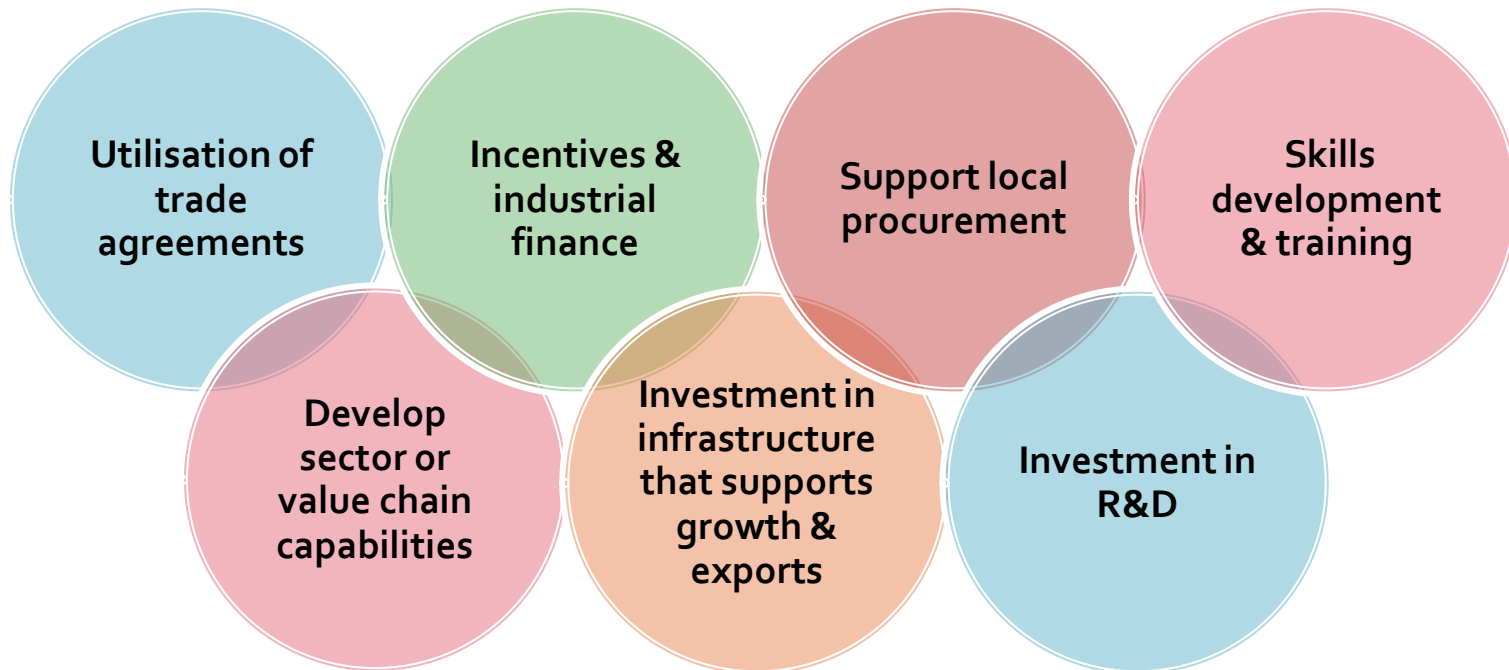 Utilisation of
trade
agreements
Incentives &
industrial
finance
Support local
procurement
Skills
development
& training
Develop
sector or
value chain
capabilities
Investment in
infrastructure
that supports
growth &
exports
Investment in
R&D